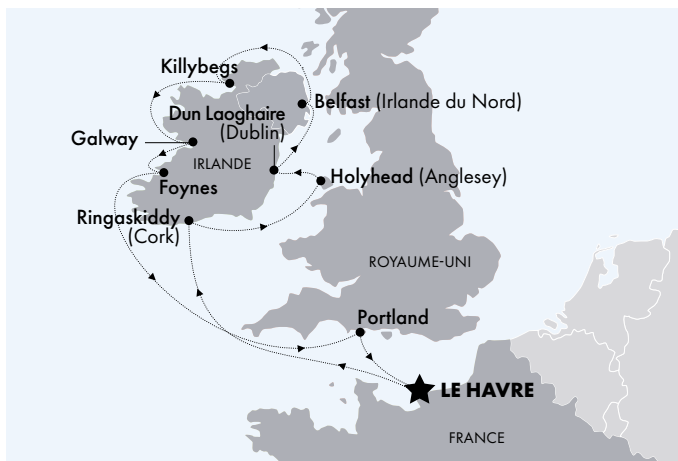 Killybegs
Belfast (Irlande du Nord)
Dun Laoghaire
(Dublin)
Galway
IRLANDE
Holyhead (Anglesey)
Foynes
Ringaskiddy
(Cork)
ROYAUME-UNI
Portland
LE HAVRE
FRANCE